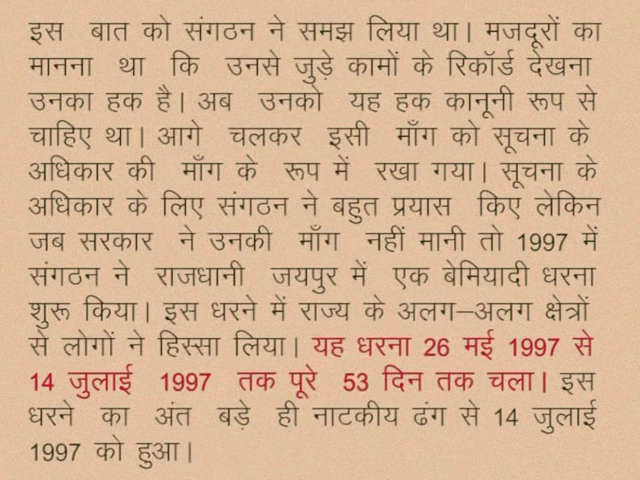 इस बात को संगठन ने समझ लिया था। मजदूरों का
मानना था कि उनसे जुड़े कामों के रिकॉर्ड देखना
उनका हक है। अब उनको यह हक कानूनी रूप से
चाहिए था। आगे चलकर इसी माँग को सूचना के
अधिकार की माँग के रूप में रखा गया। सूचना के
अधिकार के लिए संगठन ने बहुत प्रयास किए लेकिन
जब सरकार ने उनकी माँग नहीं मानी तो 1997 में
संगठन ने राजधानी जयपुर में एक बेमियादी धरना
शुरू किया। इस धरने में राज्य के अलग–अलग क्षेत्रों
से लोगों ने हिस्सा लिया। यह धरना 26 मई 1997 से
14 जुलाई 1997 तक पूरे 53 दिन तक चला। इस
धरने का अंत बड़े ही नाटकीय ढंग से 14 जुलाई
1997 को हुआ।